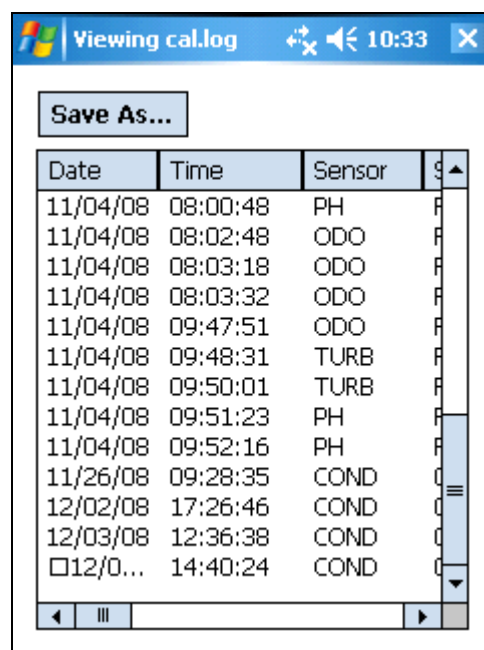 Viewing cal.log 10:33
Save As...
Date Time Sensor
11/04/08 08:00:48 PH
11/04/08 08:02:48 ODO
11/04/08 08:03:18 ODO
11/04/08 08:03:32 ODO
11/04/08 09:47:51 ODO
11/04/08 09:48:31 TURB
11/04/08 09:50:01 TURB
11/04/08 09:51:23 PH
11/04/08 09:52:16 PH
11/26/08 09:28:35 COND
12/02/08 17:26:46 COND
12/03/08 12:36:38 COND
□12/0... 14:40:24 COND